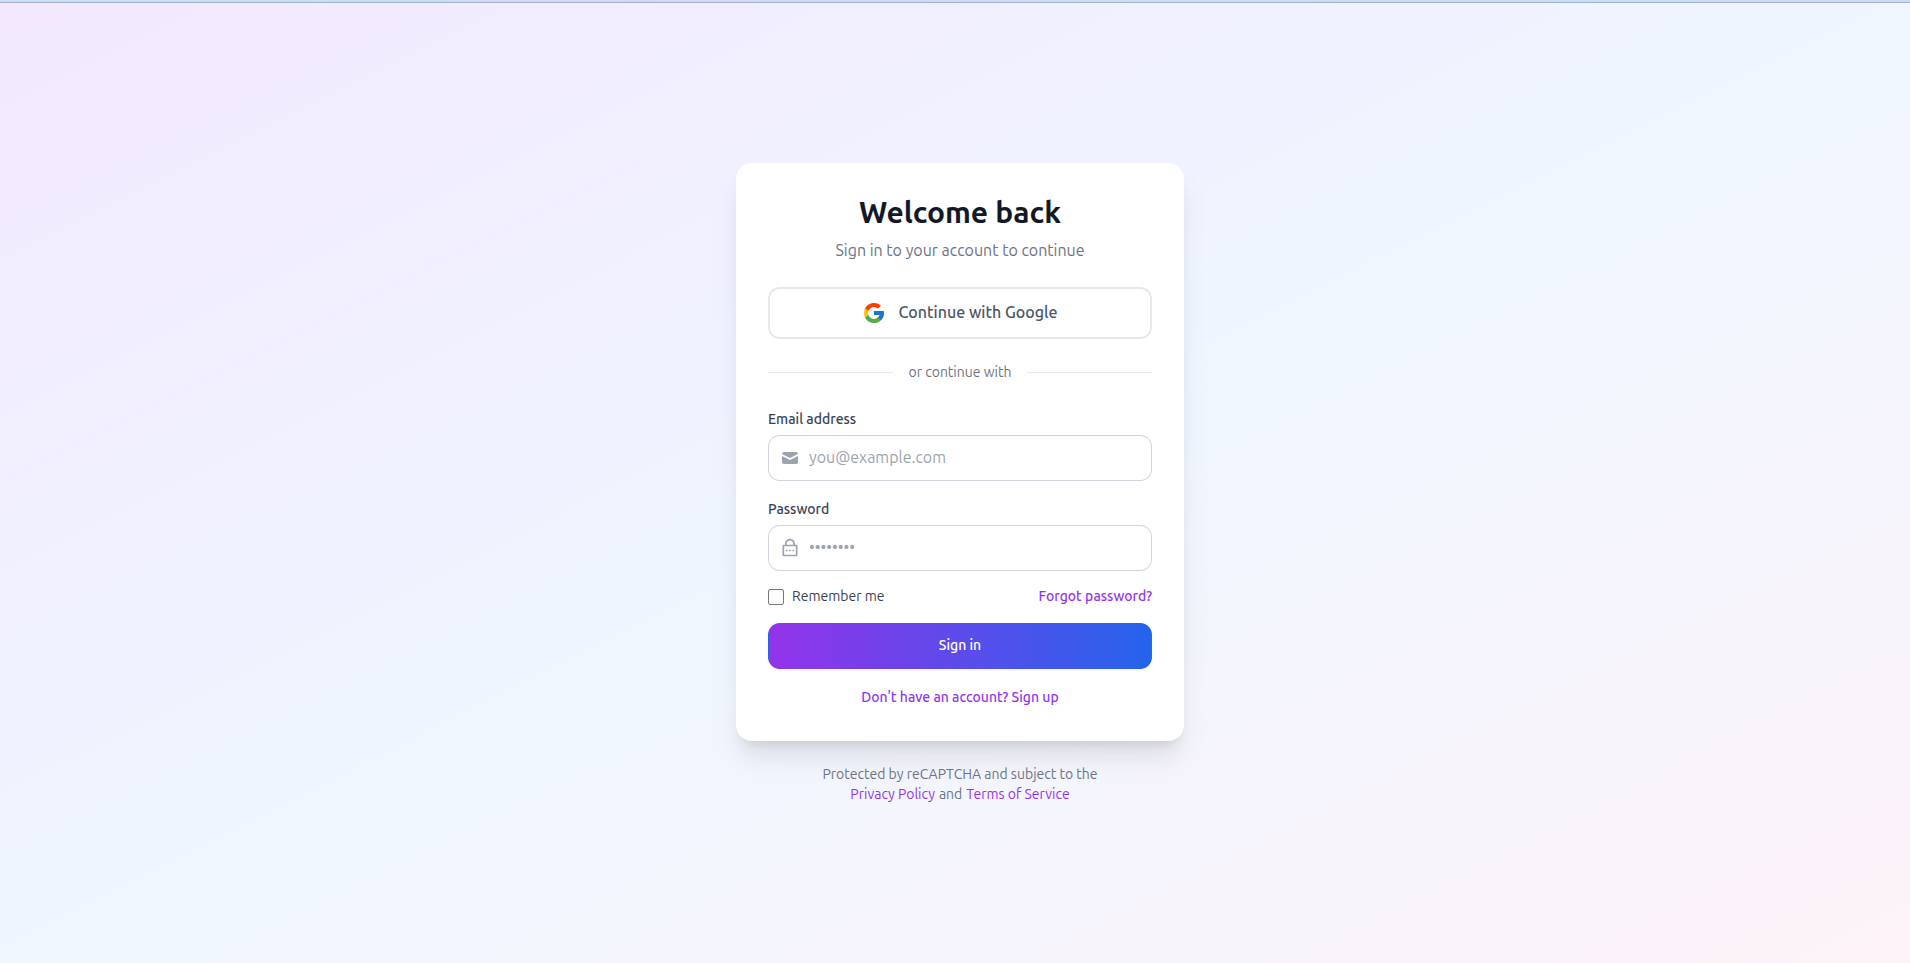 Welcome back
Sign in to your account to continue
Continue with Google
or continue with
Email address
you@example.com
Password
••••••••
Remember me
Forgot password?
Sign in
Don't have an account? Sign up
Protected by reCAPTCHA and subject to the
Privacy Policy and Terms of Service